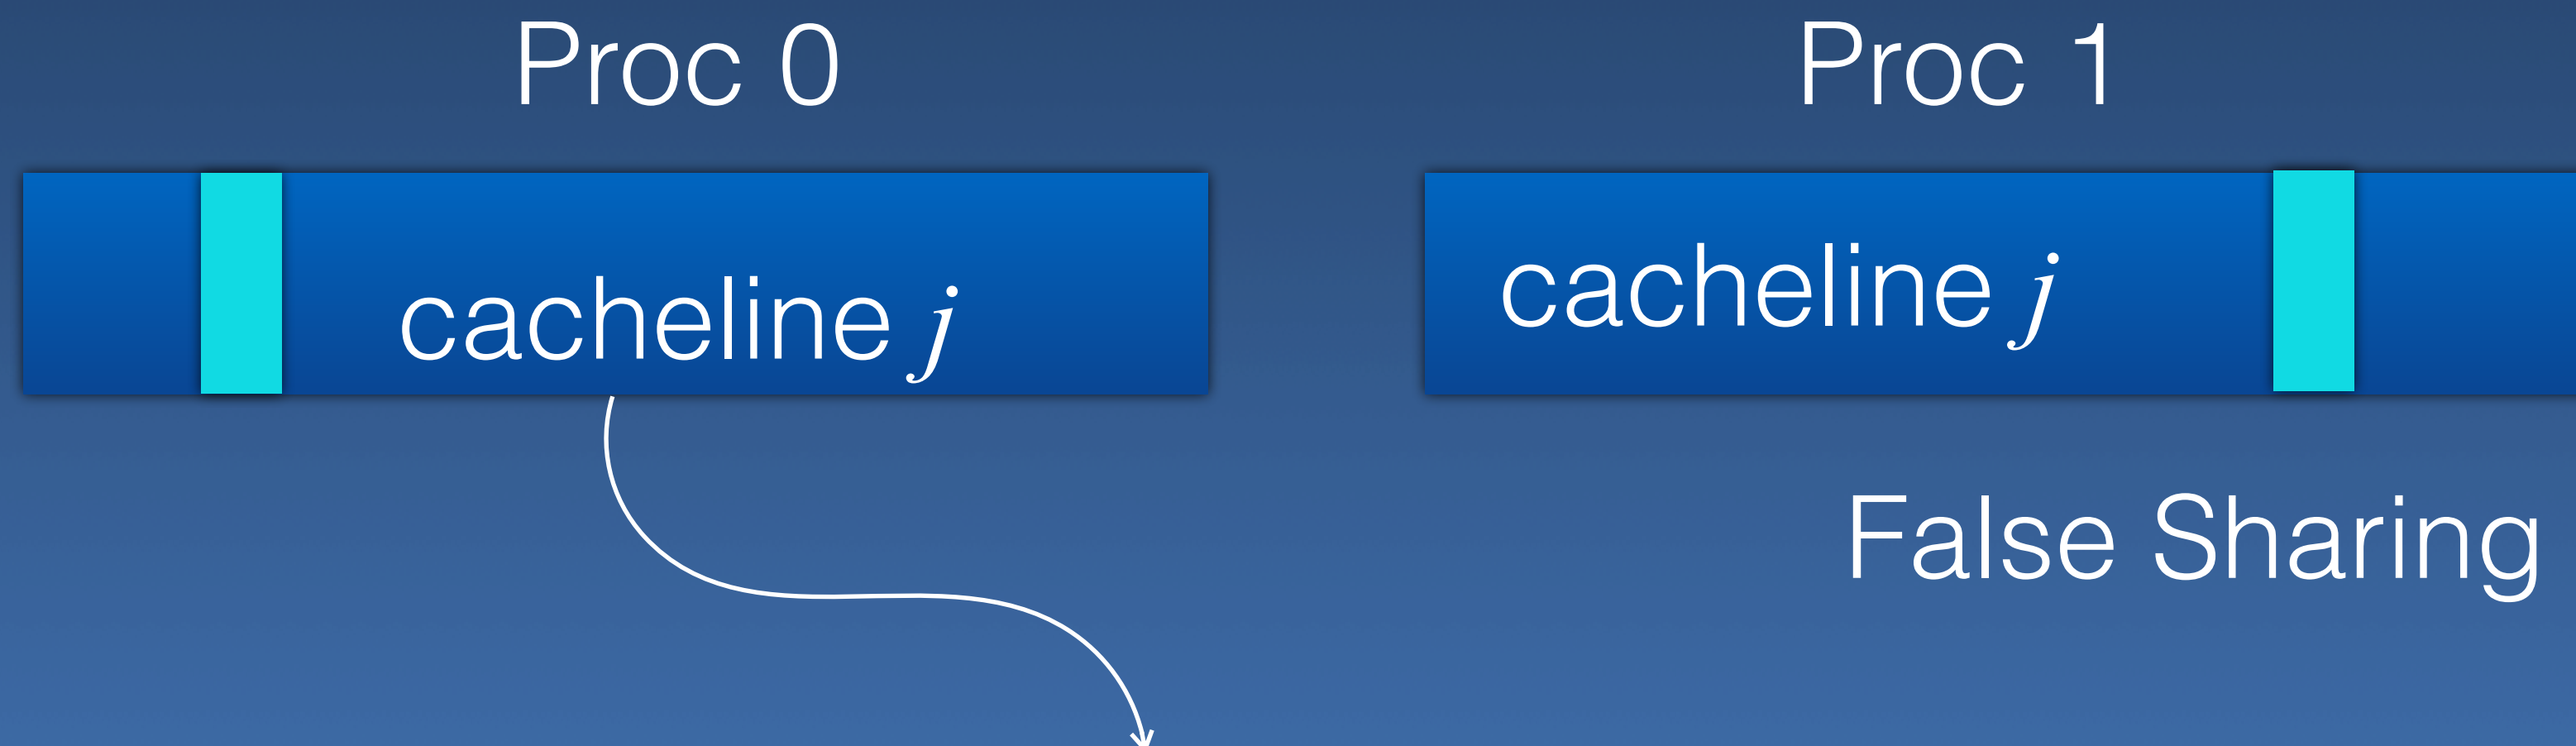 Proc 0
Proc 1
cacheline j
cacheline j
False Sharing